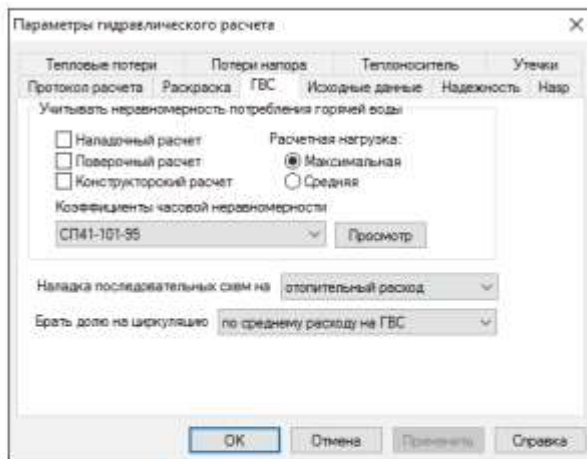 Параметры гидравлического расчета
Тепловые потери Потери напора Теплоноситель Утечки
Протокол расчета Раскраска ГВС Исходные данные Надежность Hasp
Учитывать неравномерность потребления горячей воды
Наладочный расчет Расчетная нагрузка:
Поверочный расчет Максимальная
Конструкторский расчет Средняя
Коэффициенты часовой неравномерности
СП41-101-95 Просмотр
Наладка последовательных схем на отопительный расход
Брать долю на циркуляцию по среднему расходу на ГВС
ОК Отмена Применить Справка